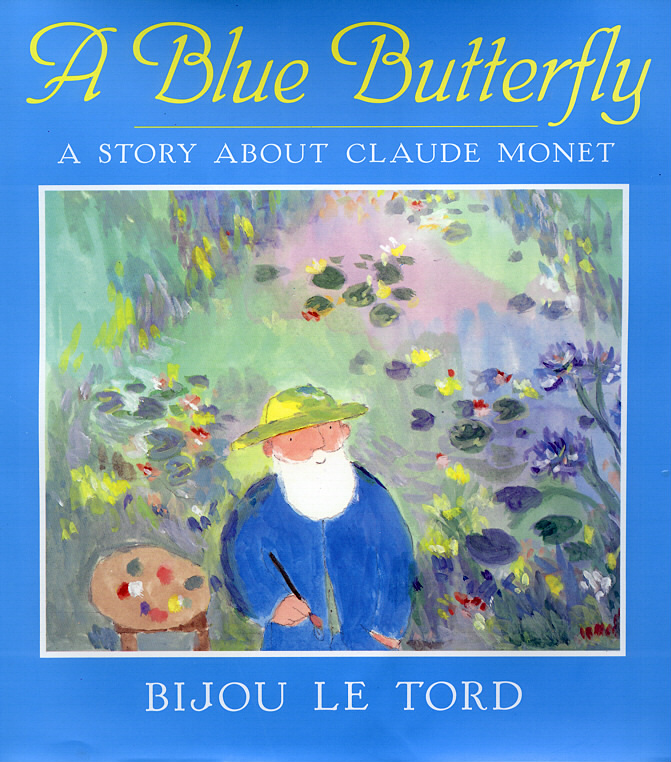 A Blue Butterfly
A STORY ABOUT CLAUDE MONET
BIJOU LE TORD